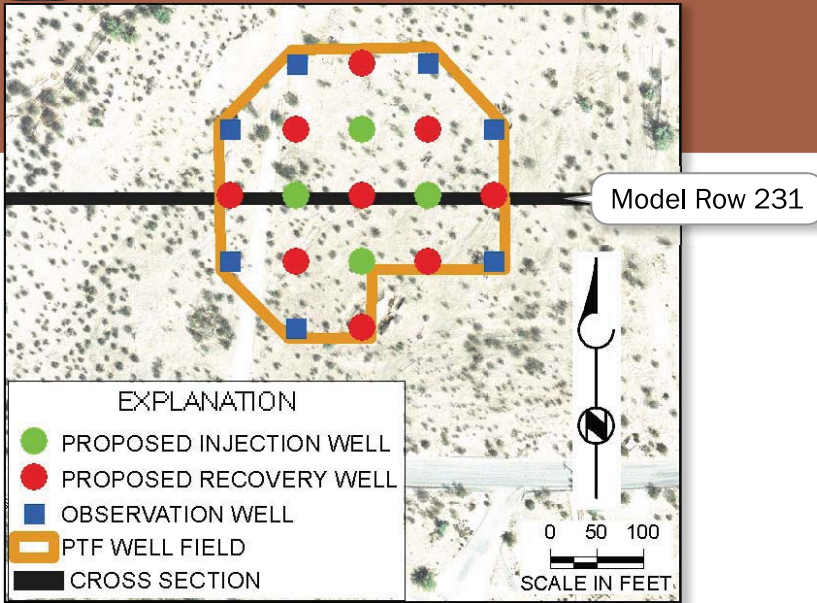 Model Row 231
EXPLANATION
PROPOSED INJECTION WELL
PROPOSED RECOVERY WELL
OBSERVATION WELL
PTF WELL FIELD
CROSS SECTION
N
0 50 100
SCALE IN FEET